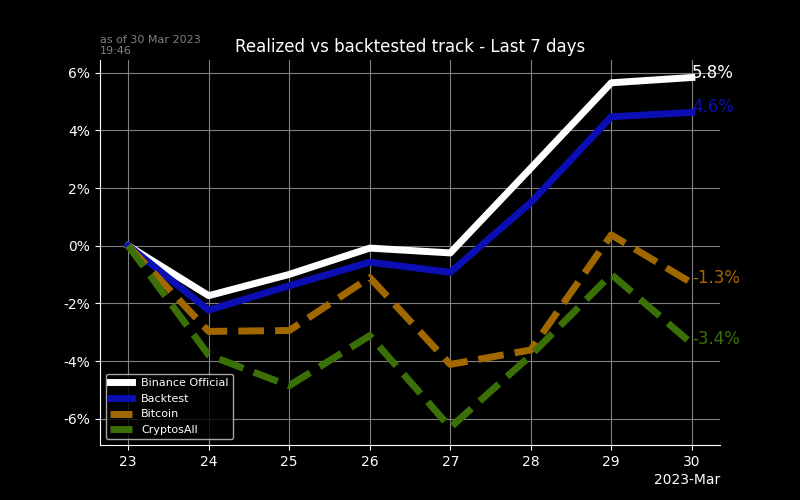 as of 30 Mar 2023
19:46
Realized vs backtested track - Last 7 days
6%
4%
2%
0%
-2%
-4%
-6%
5.8%
4.6%
-1.3%
-3.4%
Binance Official
Backtest
Bitcoin
CryptosAll
23 24 25 26 27 28 29 30
2023-Mar